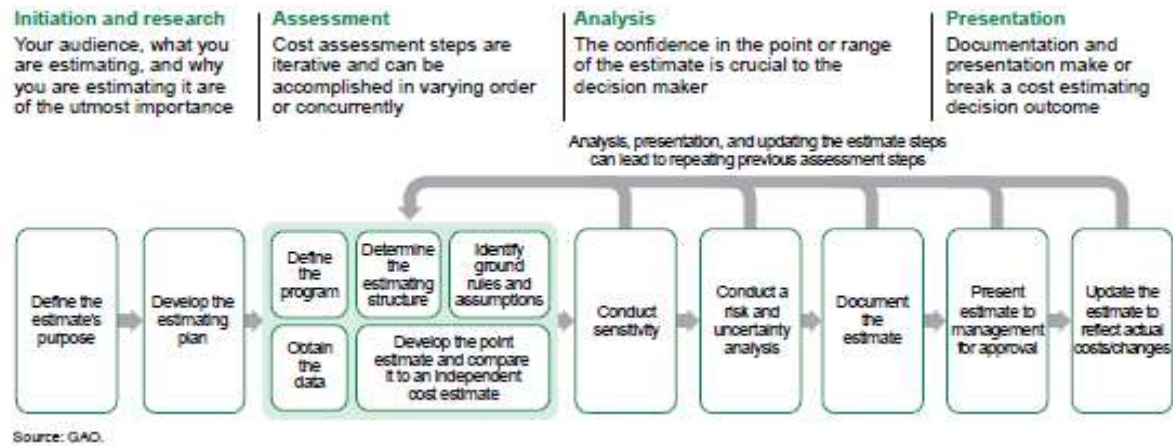 Initiation and research
Your audience, what you
are estimating, and why
you are estimating it are
of the utmost importance
Assessment
Cost assessment steps are
iterative and can be
accomplished in varying order
or concurrently
Analysis
The confidence in the point or range
of the estimate is crucial to the
decision maker
Presentation
Documentation and
presentation make or
break a cost estimating
decision outcome
Analysis, presentation, and updating the estimate steps
can lead to repeating previous assessment steps
Define the
estimate's
purpose
Develop the
estimating
plan
Define
the
program
Determine
the
estimating
structure
Identify
ground
rules and
assumptions
Obtain
the
data
Develop the point
estimate and compare
it to an independent
cost estimate
Conduct
sensitivity
Conduct a
risk and
uncertainty
analysis
Document
the
estimate
Present
estimate to
management
for approval
Update the
estimate to
reflect actual
costs/changes
Source: GAO.